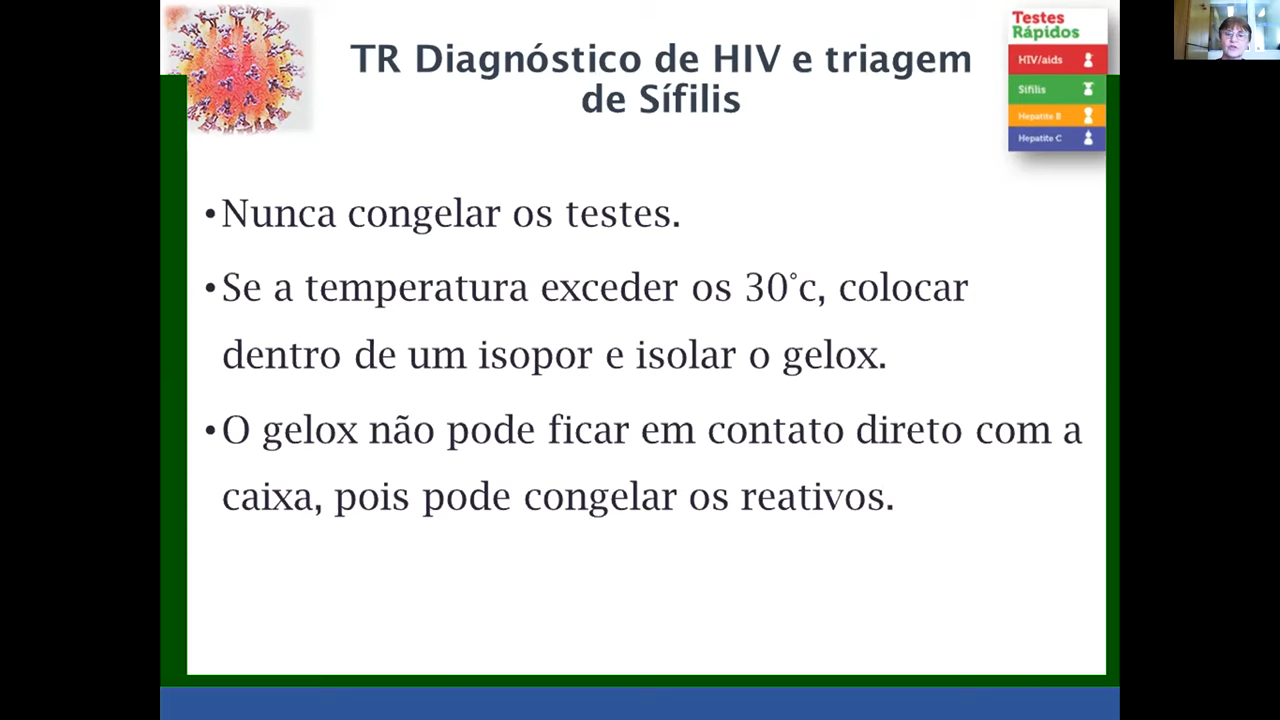 TR Diagnóstico de HIV e triagem
de Sífilis
Testes
Rápidos
HIV/aids
Sífilis
Hepatite B
Hepatite C
•Nunca congelar os testes.
•Se a temperatura exceder os 30°c, colocar
dentro de um isopor e isolar o gelox.
•O gelox não pode ficar em contato direto com a
caixa, pois pode congelar os reativos.